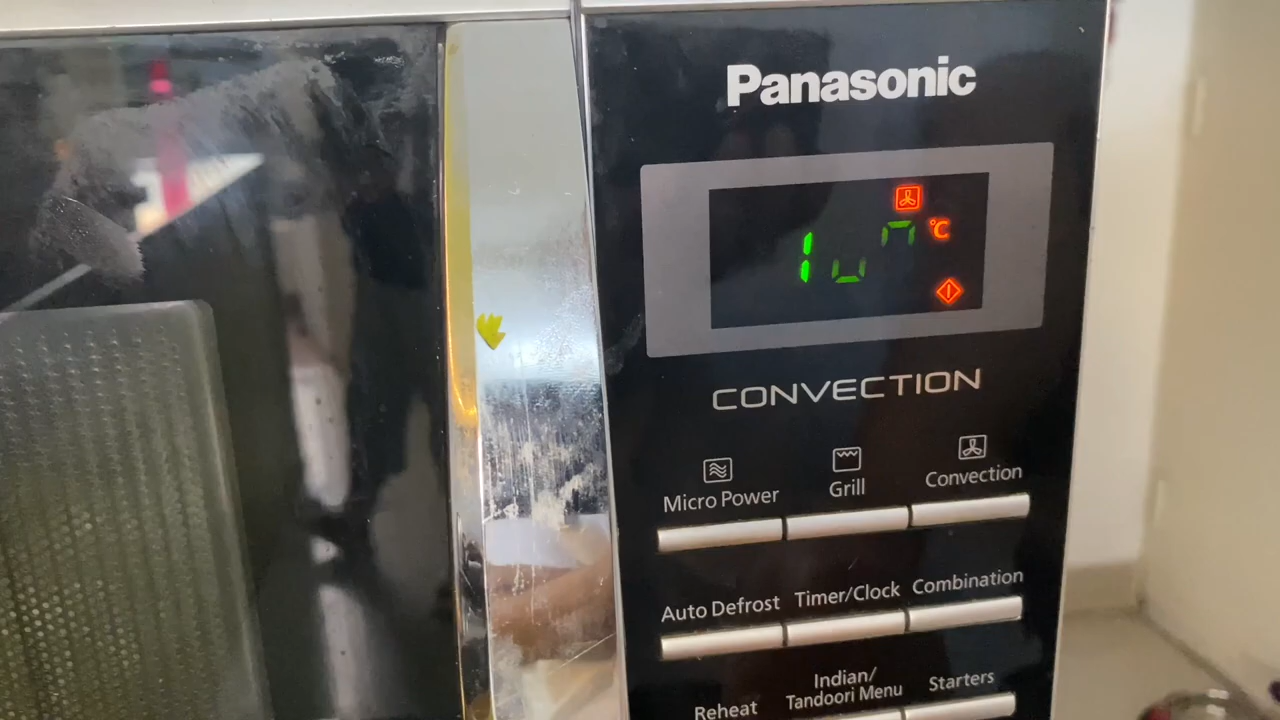 Panasonic
°C
CONVECTION
Micro Power Grill Convection
Auto Defrost Timer/Clock Combination
Reheat Indian/ Tandoori Menu Starters